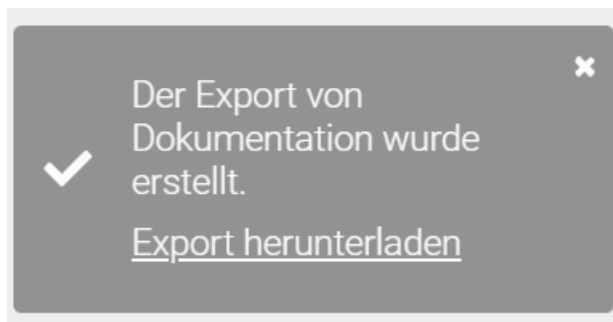 Der Export von
Dokumentation wurde
erstellt.
Export herunterladen